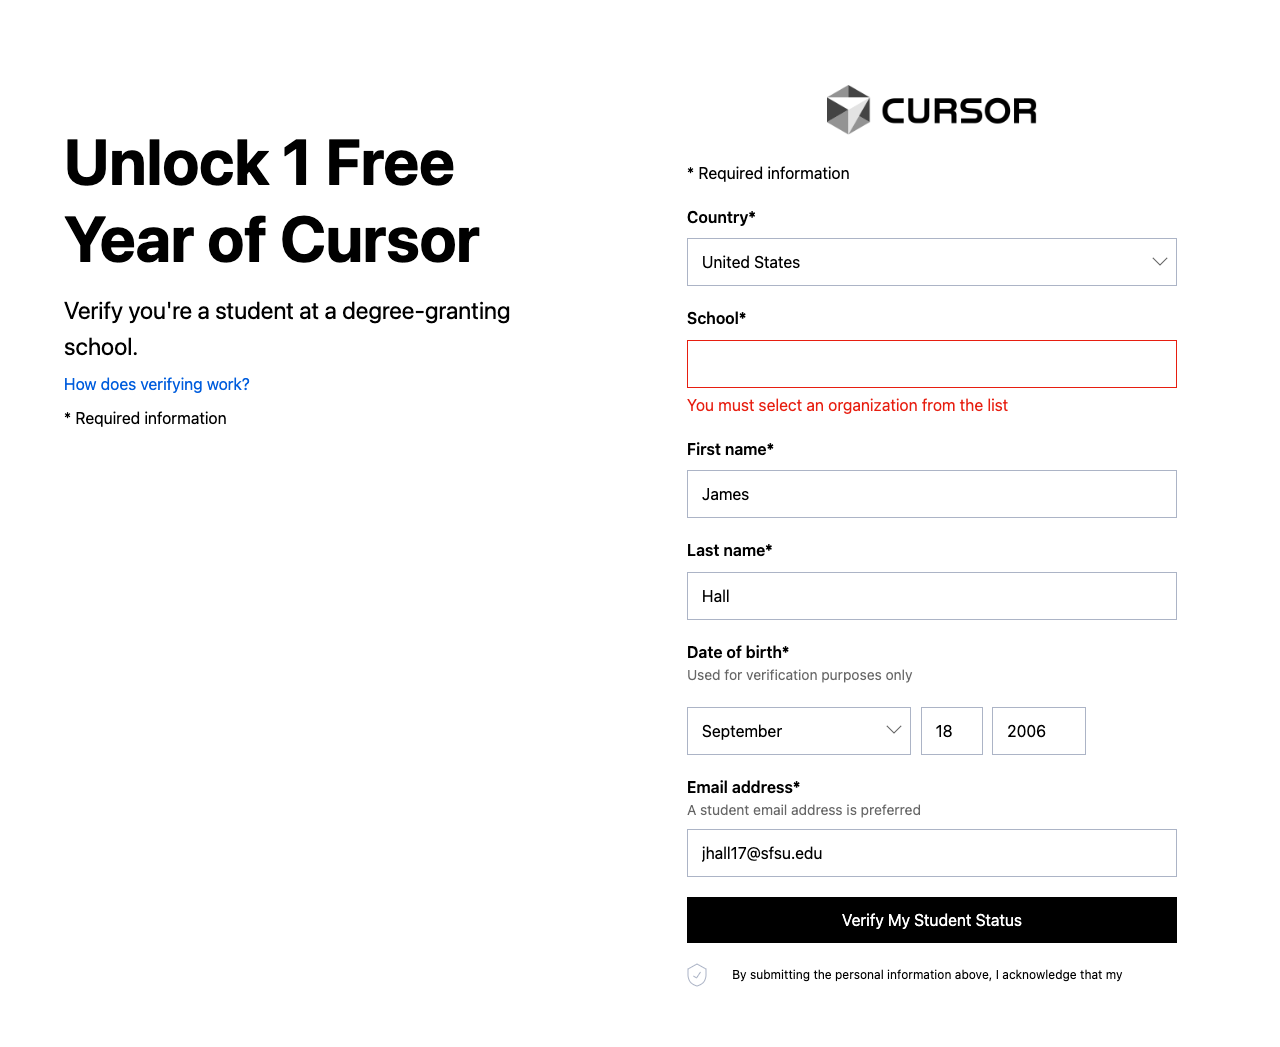 Unlock 1 Free
Year of Cursor
Verify you're a student at a degree-granting
school.
How does verifying work?
* Required information
CURSOR
* Required information
Country*
United States
School*
You must select an organization from the list
First name*
James
Last name*
Hall
Date of birth*
Used for verification purposes only
September 18 2006
Email address*
A student email address is preferred
jhall17@sfsu.edu
Verify My Student Status
By submitting the personal information above, I acknowledge that my